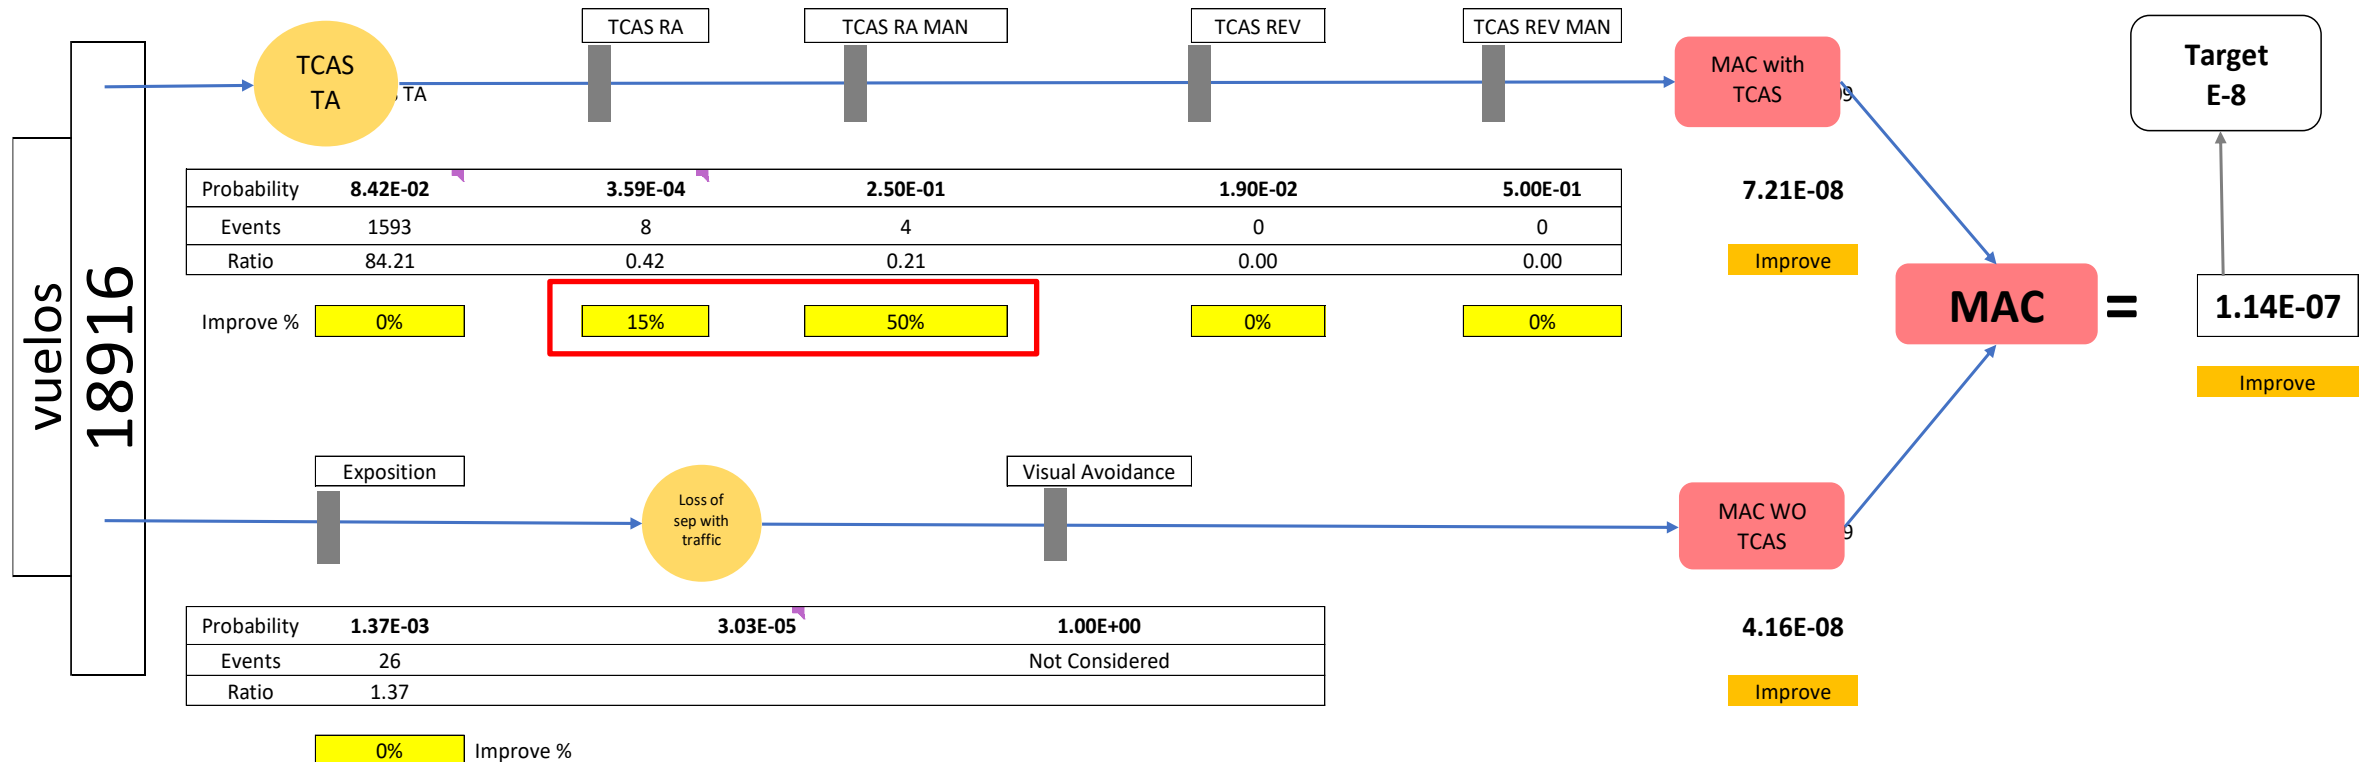 vuelos
18916
TCAS TA
TA
TCAS RA
TCAS RA MAN
TCAS REV
TCAS REV MAN
MAC with
TCAS
9
Target
E-8
Probability 8.42E-02 3.59E-04 2.50E-01 1.90E-02 5.00E-01
7.21E-08
Events 1593 8 4 0 0
Ratio 84.21 0.42 0.21 0.00 0.00
Improve
Improve % 0% 15% 50% 0% 0%
MAC = 1.14E-07
Improve
Exposition
Loss of
sep with
traffic
Visual Avoidance
MAC WO
TCAS
9
Probability 1.37E-03 3.03E-05 1.00E+00
4.16E-08
Events 26 Not Considered
Ratio 1.37
Improve
0% Improve %